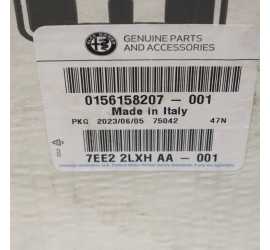 GENUINE PARTS
AND ACCESSORIES
0156158207 - 001
Made in Italy
PKG 2023/06/05 75042 47N
7EE2 2LXH AA - 001